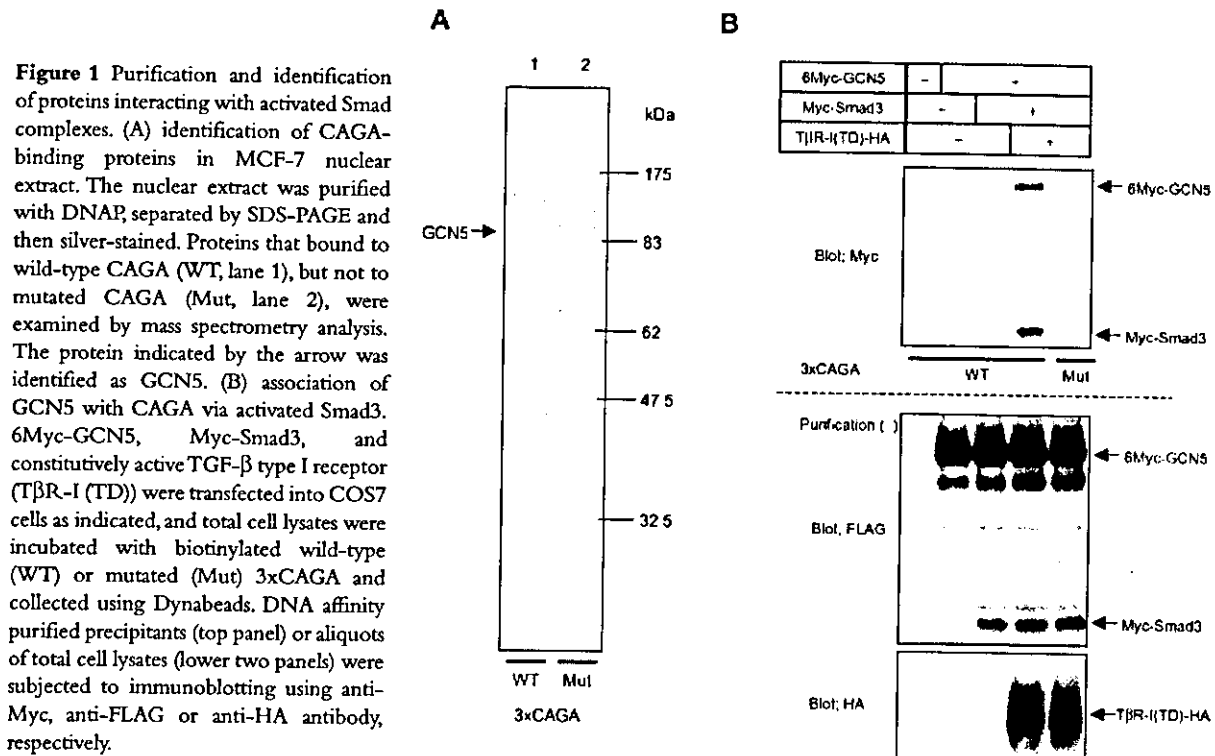 Figure 1 Purification and identification
of proteins interacting with activated Smad
complexes. (A) identification of CAGA-
binding proteins in MCF-7 nuclear
extract. The nuclear extract was purified
with DNAP, separated by SDS-PAGE and
then silver-stained. Proteins that bound to
wild-type CAGA (WT, lane 1), but not to
mutated CAGA (Mut, lane 2), were
examined by mass spectrometry analysis.
The protein indicated by the arrow was
identified as GCN5. (B) association of
GCN5 with CAGA via activated Smad3.
6Myc-GCN5, Myc-Smad3, and
constitutively active TGF-β type I receptor
(TβR-I (TD)) were transfected into COS7
cells as indicated, and total cell lysates were
incubated with biotinylated wild-type
(WT) or mutated (Mut) 3xCAGA and
collected using Dynabeads. DNA affinity
purified precipitants (top panel) or aliquots
of total cell lysates (lower two panels) were
subjected to immunoblotting using anti-
Myc, anti-FLAG or anti-HA antibody,
respectively.
A
1 2
kDa
175
GCN5
83
62
47 5
32 5
WT Mut
3xCAGA
B
6Myc-GCN5 - +
Myc-Smad3 - +
TβR-I(TD)-HA - +
6Myc-GCN5
Blot; Myc
Myc-Smad3
3xCAGA WT Mut
Purification ( )
6Myc-GCN5
Blot, FLAG
Myc-Smad3
Blot; HA
TβR-I(TD)-HA